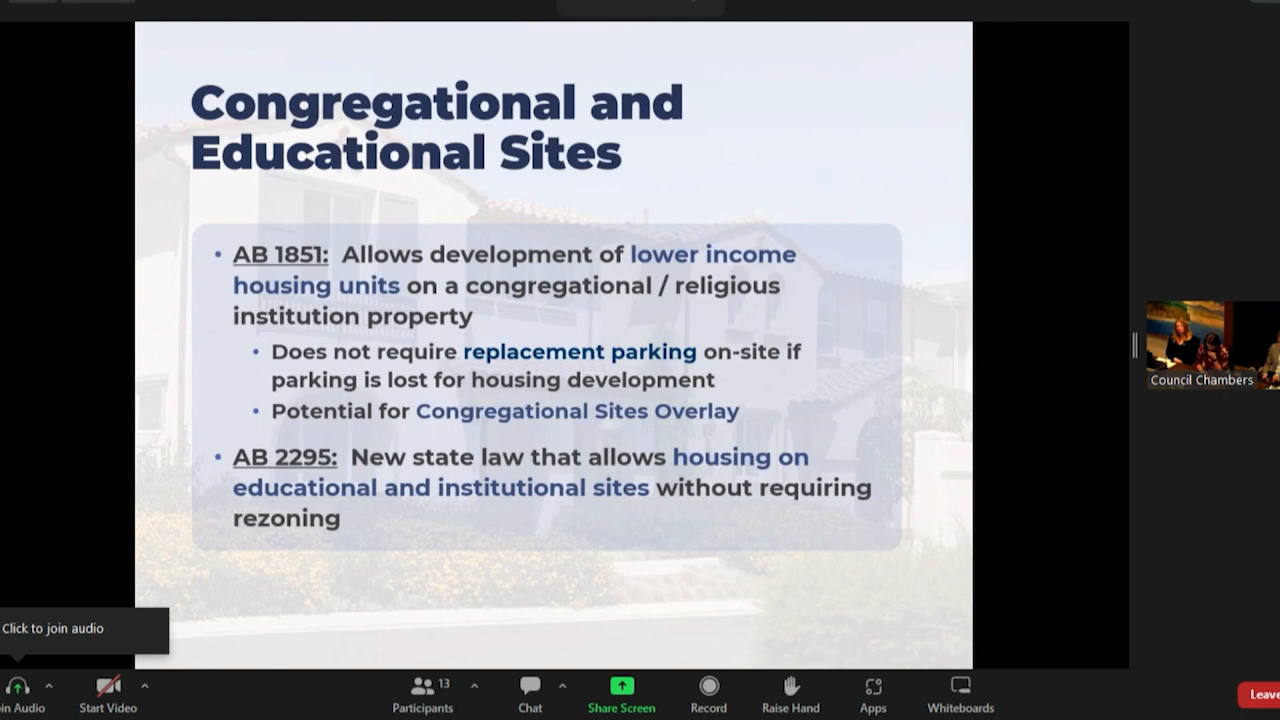 Congregational and
Educational Sites
• AB 1851: Allows development of lower income
housing units on a congregational / religious
institution property
• Does not require replacement parking on-site if
parking is lost for housing development
• Potential for Congregational Sites Overlay
• AB 2295: New state law that allows housing on
educational and institutional sites without requiring
rezoning
Council Chambers
Click to join audio
in Audio
Start Video
Participants 13
Chat
Share Screen
Record
Raise Hand
Apps
Whiteboards
Leave